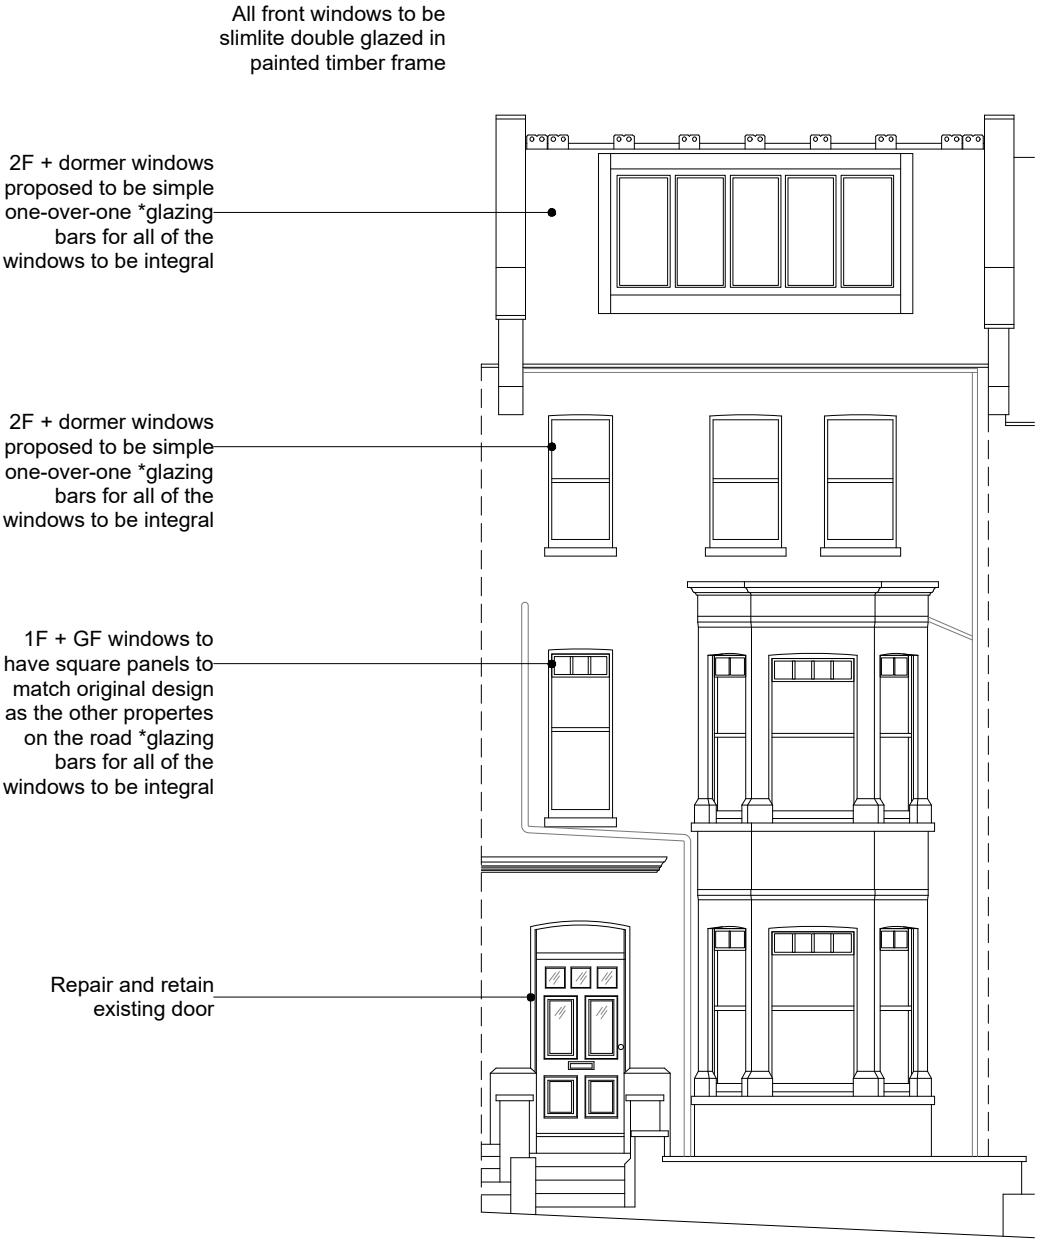 All front windows to be
slimlite double glazed in
painted timber frame
2F + dormer windows
proposed to be simple
one-over-one *glazing
bars for all of the
windows to be integral
2F + dormer windows
proposed to be simple
one-over-one *glazing
bars for all of the
windows to be integral
1F + GF windows to
have square panels to
match original design
as the other propertes
on the road *glazing
bars for all of the
windows to be integral
Repair and retain
existing door